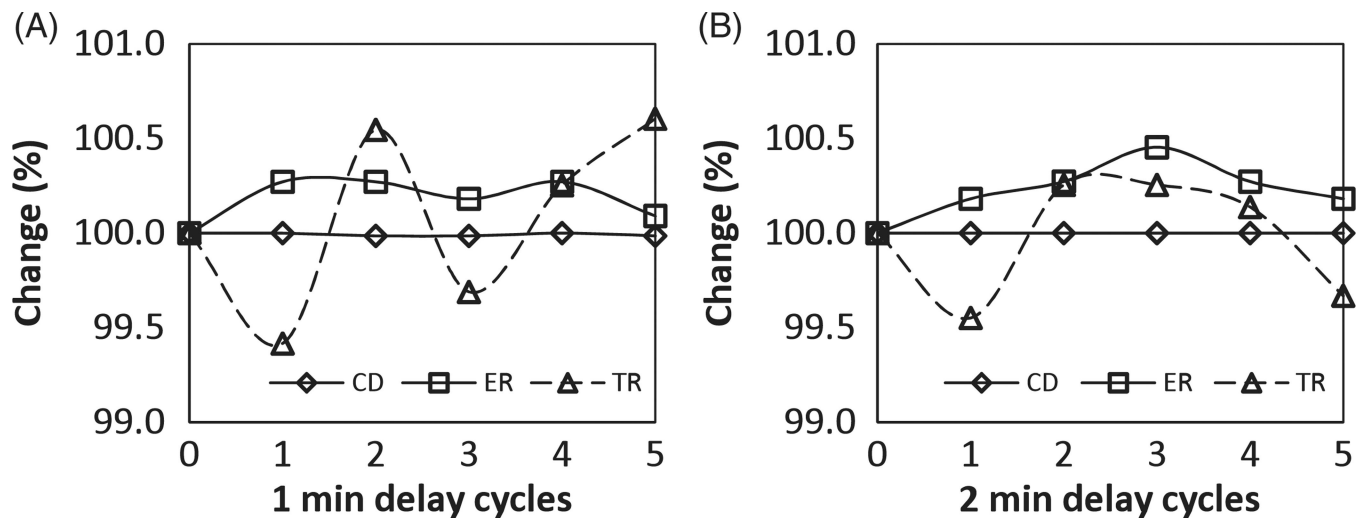 (A)
101.0
100.5
100.0
99.5
99.0
Change (%)
CD ER TR
0 1 2 3 4 5
1 min delay cycles
(B)
101.0
100.5
100.0
99.5
99.0
Change (%)
CD ER TR
0 1 2 3 4 5
2 min delay cycles